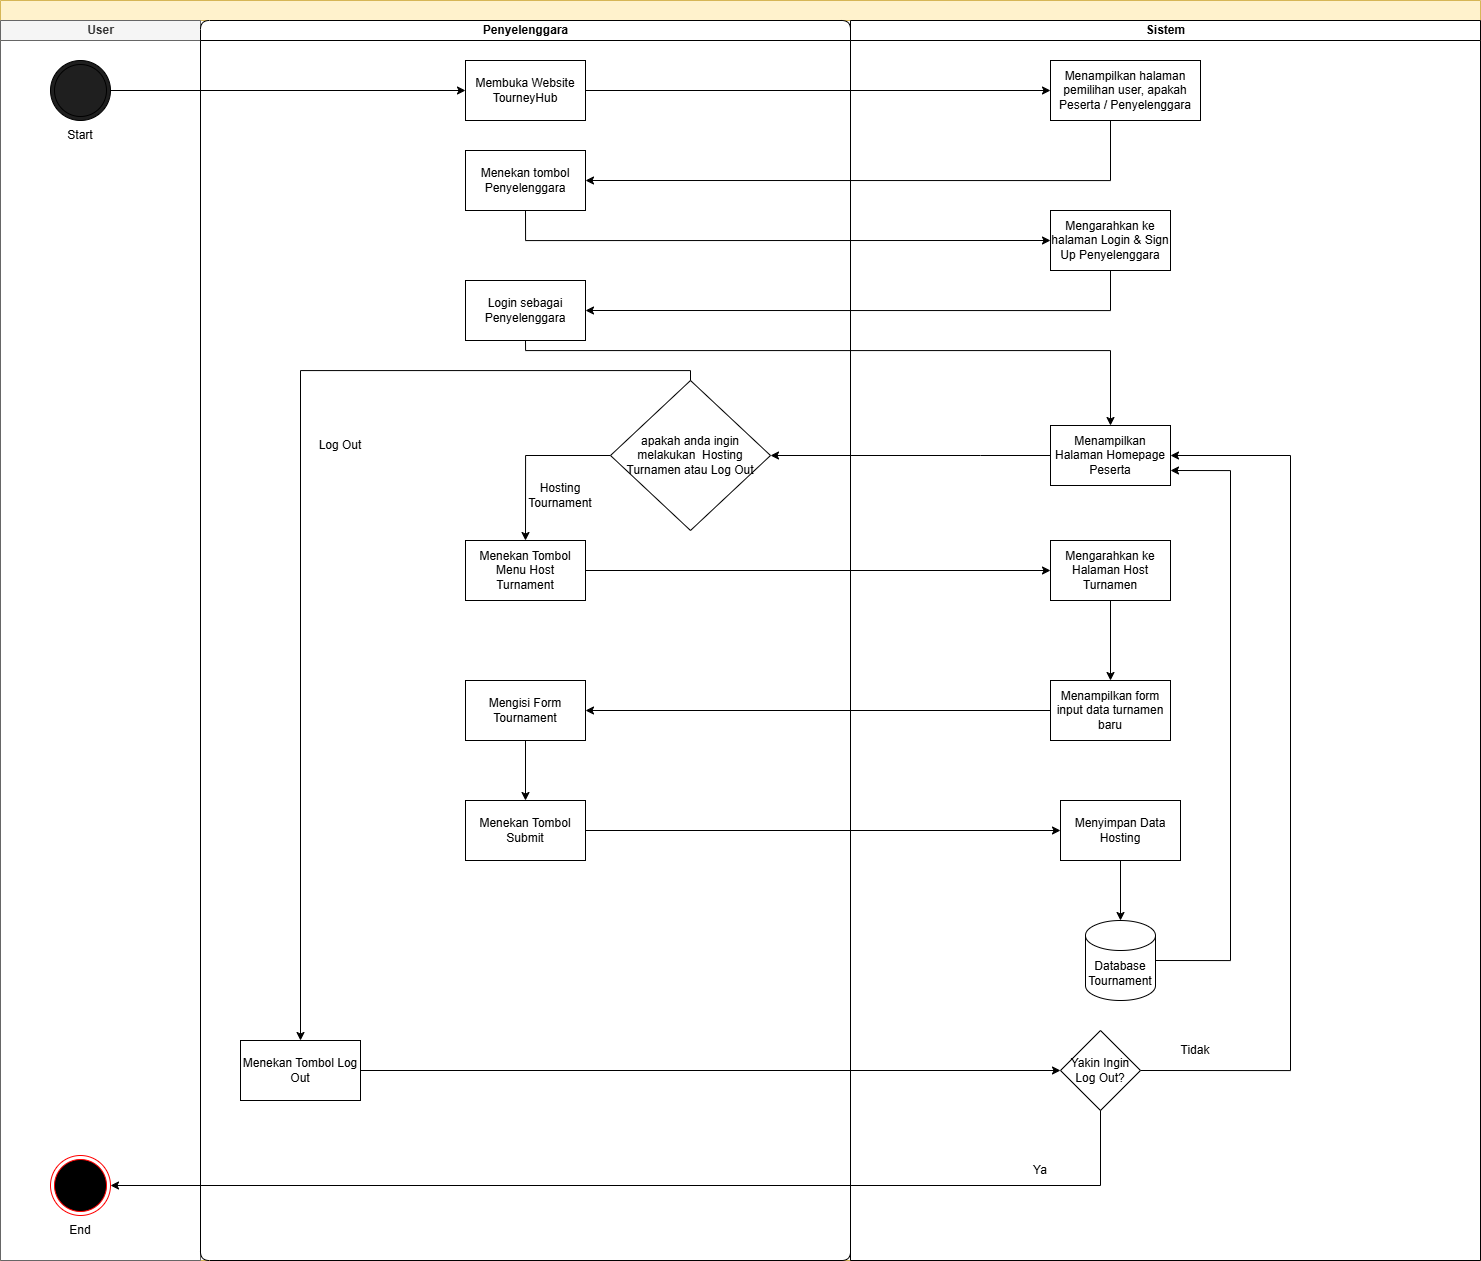 User
Penyelenggara
Sistem
Start
Membuka Website
TourneyHub
Menampilkan halaman
pemilihan user, apakah
Peserta / Penyelenggara
Menekan tombol
Penyelenggara
Mengarahkan ke
halaman Login & Sign
Up Penyelenggara
Login sebagai
Penyelenggara
Log Out
apakah anda ingin
melakukan  Hosting
Turnamen atau Log Out
Menampilkan
Halaman Homepage
Peserta
Hosting
Tournament
Menekan Tombol
Menu Host
Turnament
Mengarahkan ke
Halaman Host
Turnamen
Mengisi Form
Tournament
Menampilkan form
input data turnamen
baru
Menekan Tombol
Submit
Menyimpan Data
Hosting
Database
Tournament
Menekan Tombol Log
Out
Yakin Ingin
Log Out?
Tidak
Ya
End